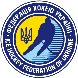 ФЕДЕРАЦІЯ ХОКЕЮ УКРАЇНИ
ICE HOCKEY FEDERATION OF UKRAINE